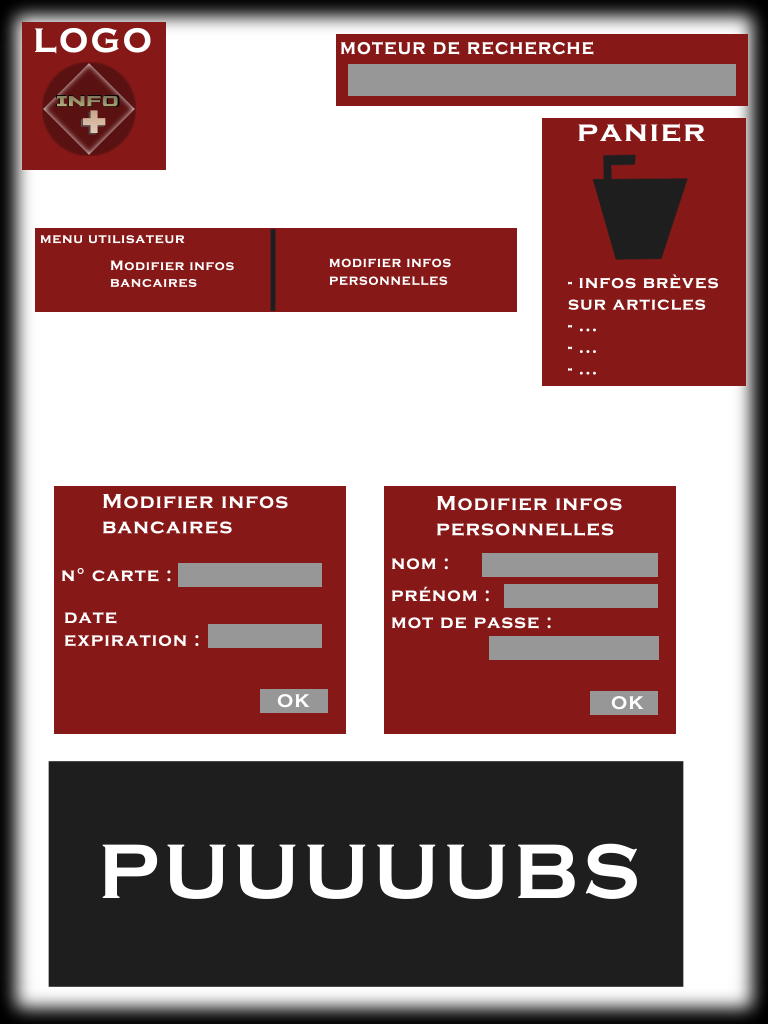 LOGO
INFO
MOTEUR DE RECHERCHE
PANIER
- INFOS BRÈVES
SUR ARTICLES
- ...
- ...
- ...
MENU UTILISATEUR
Modifier infos
bancaires
modifier infos
personnelles
Modifier infos
bancaires
N° CARTE :
DATE
EXPIRATION :
OK
Modifier infos
personnelles
NOM :
PRÉNOM :
MOT DE PASSE :
OK
PUUUUUBS